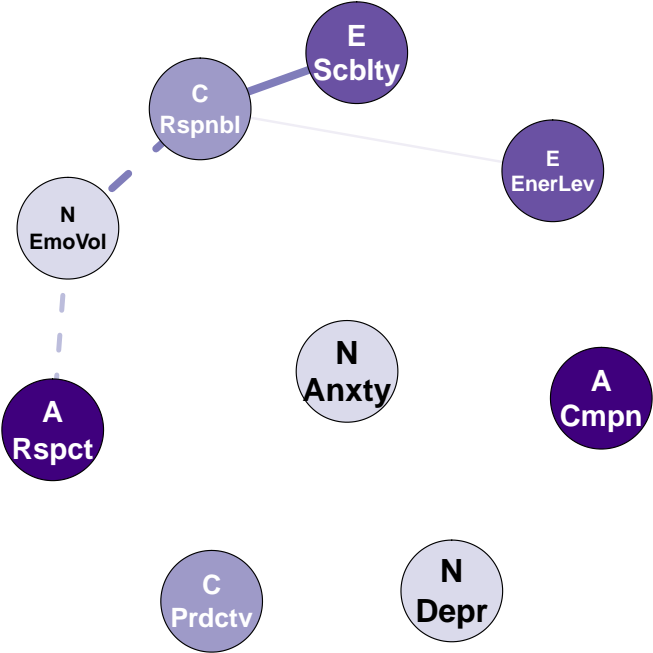 E
Scblty
C
Rspnbl
E
EnerLev
N
EmoVol
N
Anxty
A
Cmpn
A
Rspct
C
Prdctv
N
Depr